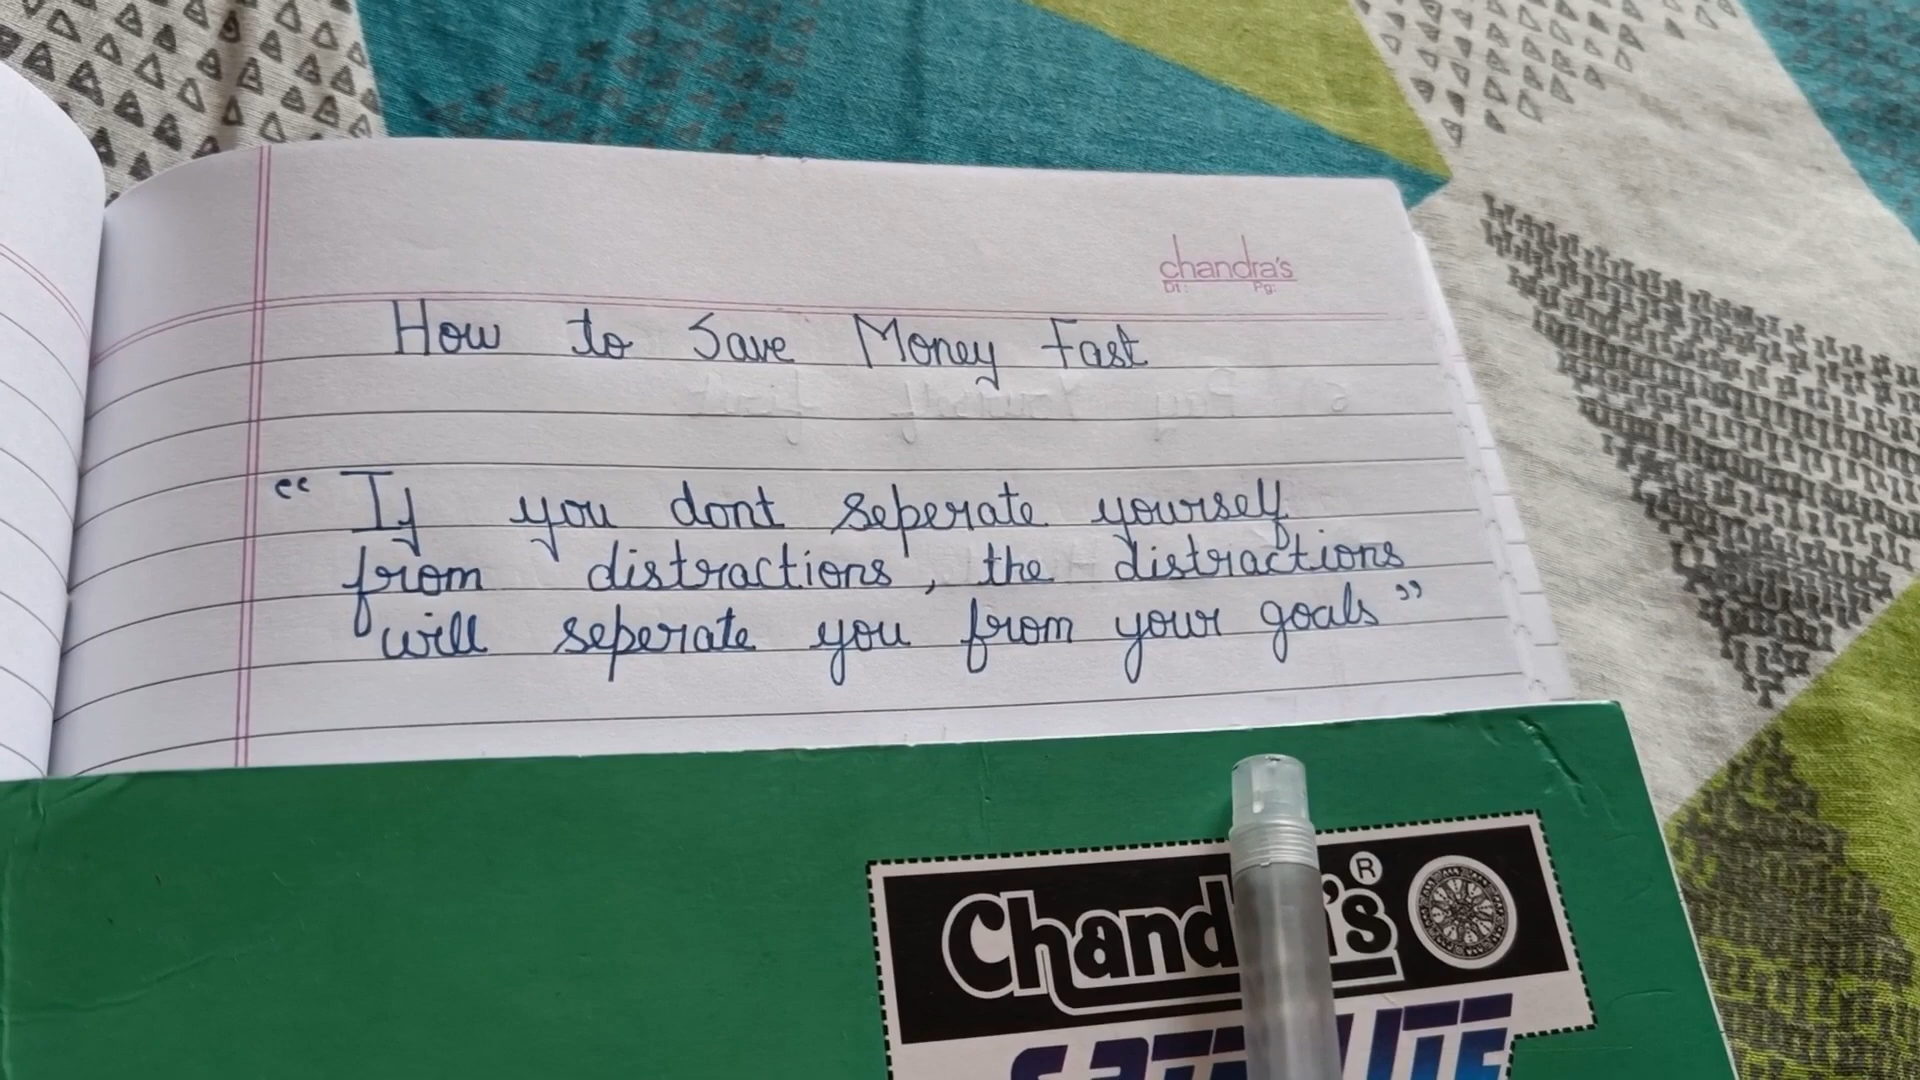 chandra's
Dt: Pg:
How to Save Money Fast
“ If you dont seperate yourself
from distractions, the distractions
will seperate you from your goals ”
®